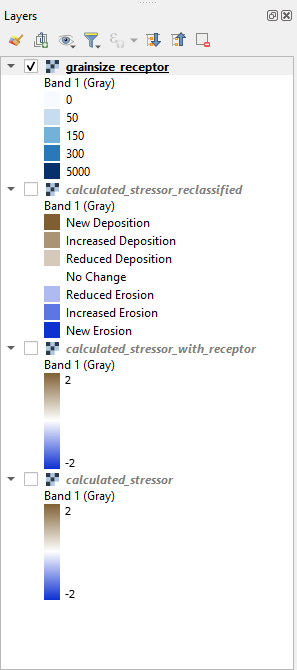 Layers
grainsize_receptor
Band 1 (Gray)
0
50
150
300
5000
calculated_stressor_reclassified
Band 1 (Gray)
New Deposition
Increased Deposition
Reduced Deposition
No Change
Reduced Erosion
Increased Erosion
New Erosion
calculated_stressor_with_receptor
Band 1 (Gray)
2
-2
calculated_stressor
Band 1 (Gray)
2
-2